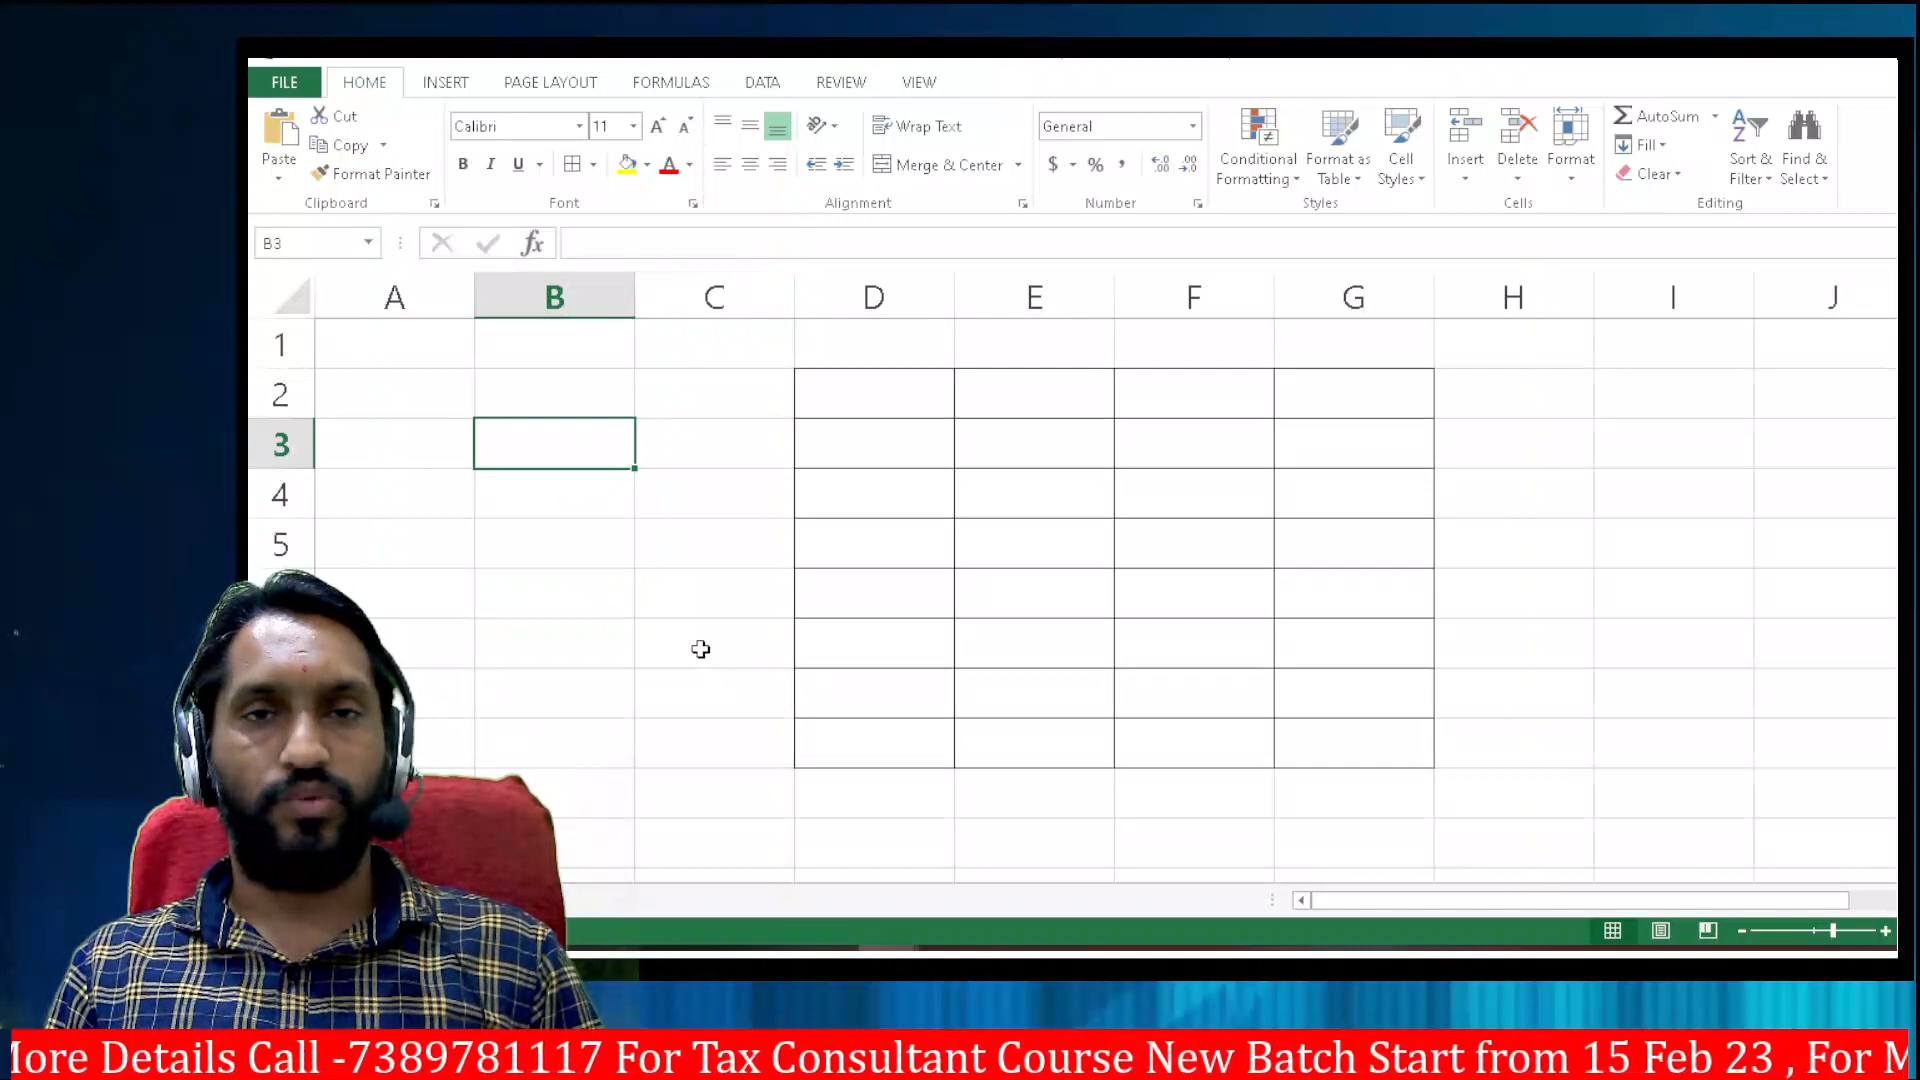 FILE HOME INSERT PAGE LAYOUT FORMULAS DATA REVIEW VIEW
Paste Cut Copy Format Painter
Clipboard
Calibri 11 A A
B I U A
Font
Wrap Text
Merge & Center
Alignment
General
$ % , .00 .0
Number
Conditional Formatting
Format as Table
Cell Styles
Styles
Insert Delete Format
Cells
AutoSum
Fill
Clear
Sort & Filter
Find & Select
Editing
B3 fx
A B C D E F G H I J
1
2
3
4
5
More Details Call -7389781117 For Tax Consultant Course New Batch Start from 15 Feb 23 , For